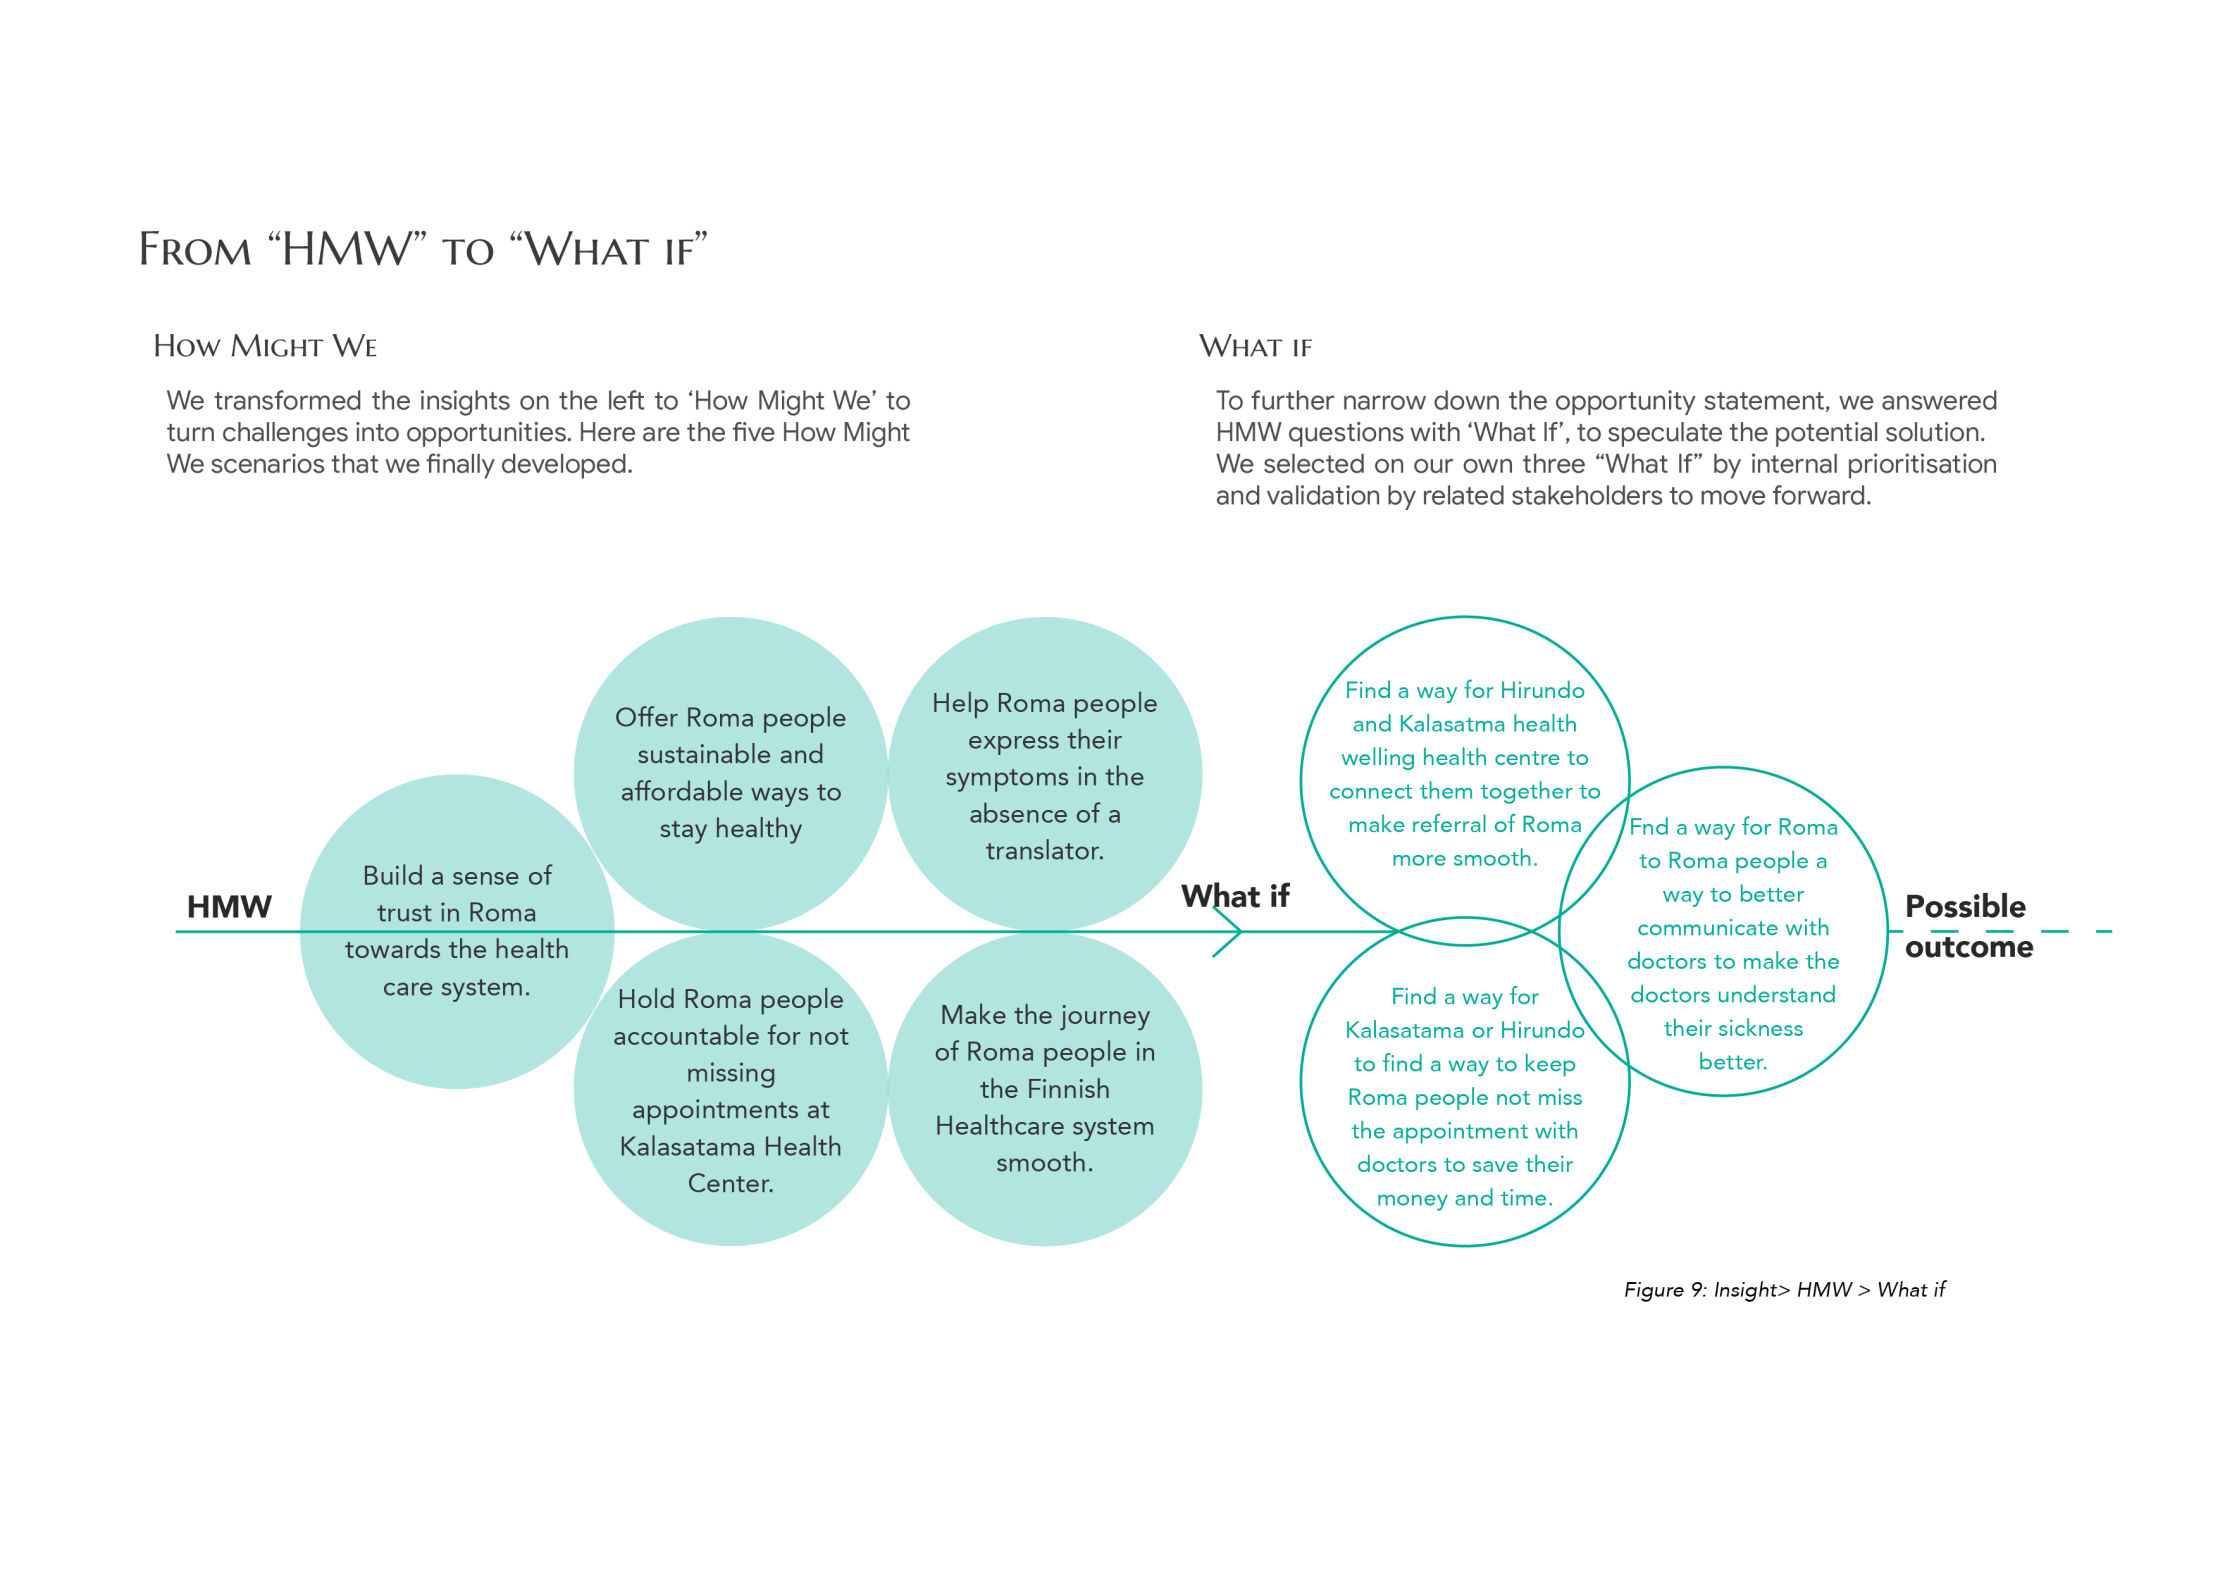 From “HMW” to “What if”
How Might We
We transformed the insights on the left to ‘How Might We’ to
turn challenges into opportunities. Here are the five How Might
We scenarios that we finally developed.
What if
To further narrow down the opportunity statement, we answered
HMW questions with ‘What If’, to speculate the potential solution.
We selected on our own three “What If” by internal prioritisation
and validation by related stakeholders to move forward.
HMW
Build a sense of
trust in Roma
towards the health
care system.
Offer Roma people
sustainable and
affordable ways to
stay healthy
Hold Roma people
accountable for not
missing
appointments at
Kalasatama Health
Center.
Help Roma people
express their
symptoms in the
absence of a
translator.
Make the journey
of Roma people in
the Finnish
Healthcare system
smooth.
What if
Find a way for Hirundo
and Kalasatma health
welling health centre to
connect them together to
make referral of Roma
more smooth.
Find a way for
Kalasatama or Hirundo
to find a way to keep
Roma people not miss
the appointment with
doctors to save their
money and time.
Fnd a way for Roma
to Roma people a
way to better
communicate with
doctors to make the
doctors understand
their sickness
better.
Possible
outcome
Figure 9: Insight> HMW > What if